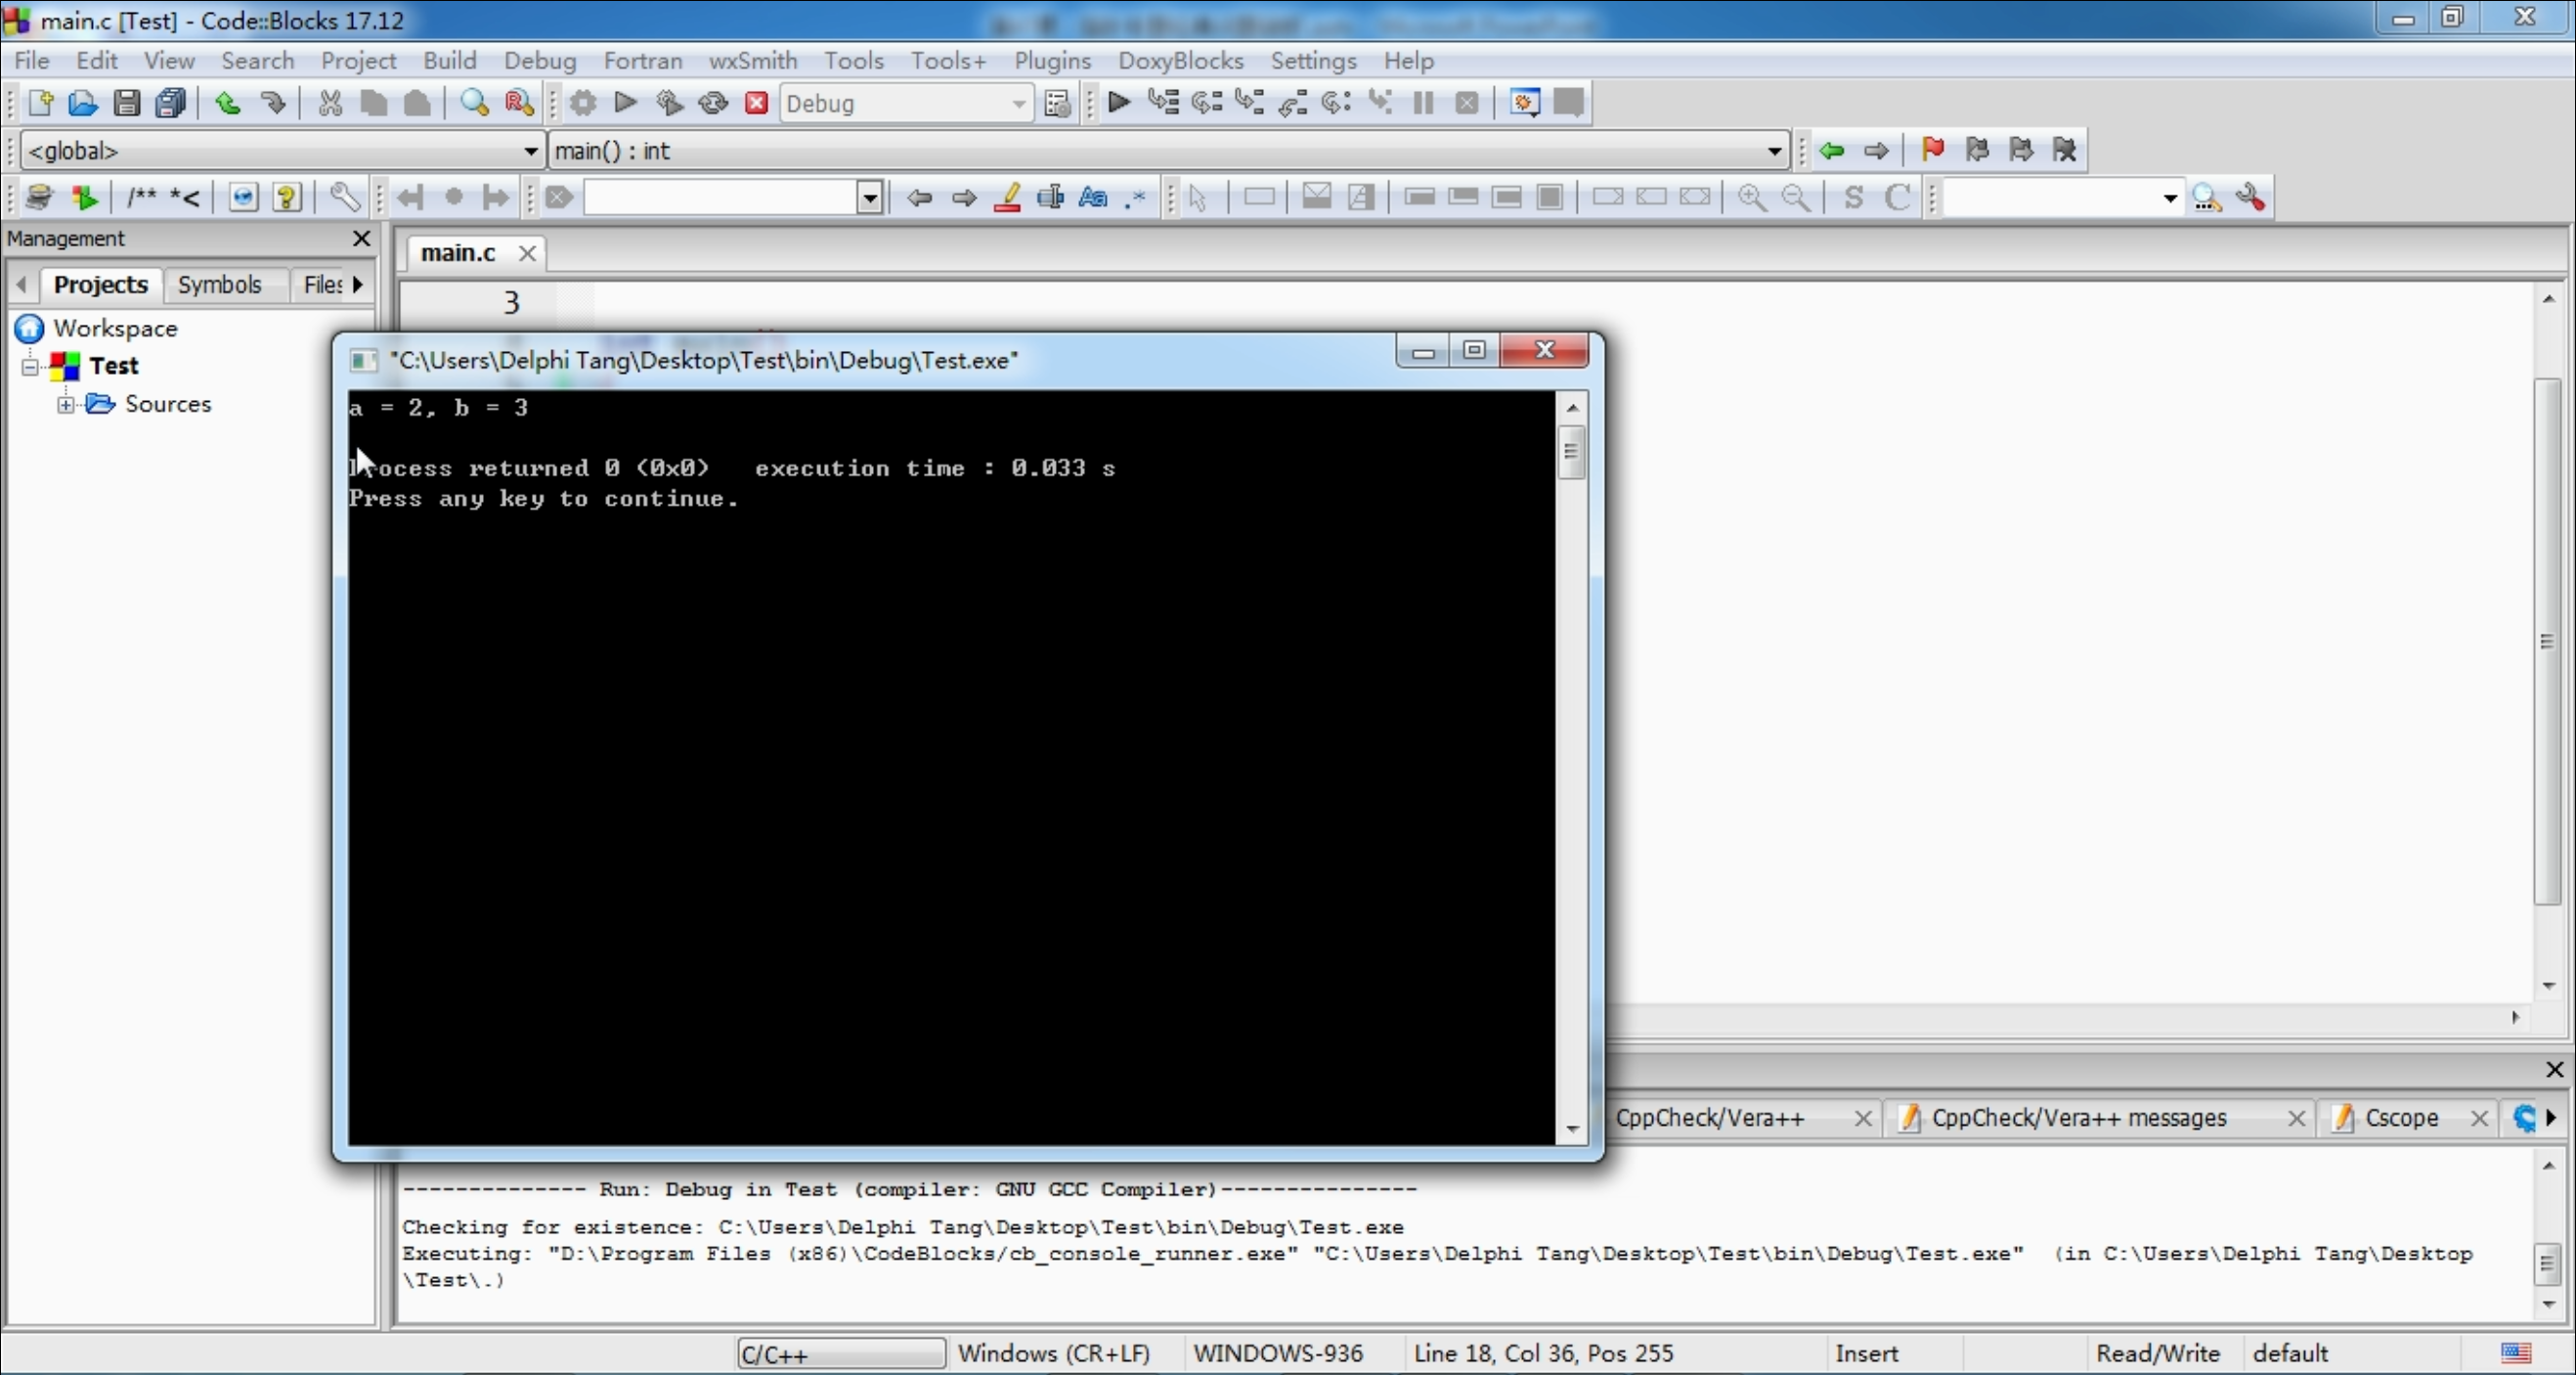 main.c [Test] - Code::Blocks 17.12
File Edit View Search Project Build Debug Fortran wxSmith Tools Tools+ Plugins DoxyBlocks Settings Help
Debug
<global> main() : int
/** *<
S C
Management
main.c
Projects Symbols Files
3
Workspace
Test
Sources
"C:\Users\Delphi Tang\Desktop\Test\bin\Debug\Test.exe"
a = 2, b = 3
Process returned 0 (0x0)   execution time : 0.033 s
Press any key to continue.
CppCheck/Vera++ CppCheck/Vera++ messages Cscope
-------------- Run: Debug in Test (compiler: GNU GCC Compiler)---------------
Checking for existence: C:\Users\Delphi Tang\Desktop\Test\bin\Debug\Test.exe
Executing: "D:\Program Files (x86)\CodeBlocks/cb_console_runner.exe" "C:\Users\Delphi Tang\Desktop\Test\bin\Debug\Test.exe"  (in C:\Users\Delphi Tang\Desktop
\Test\.)
C/C++ Windows (CR+LF) WINDOWS-936 Line 18, Col 36, Pos 255 Insert Read/Write default